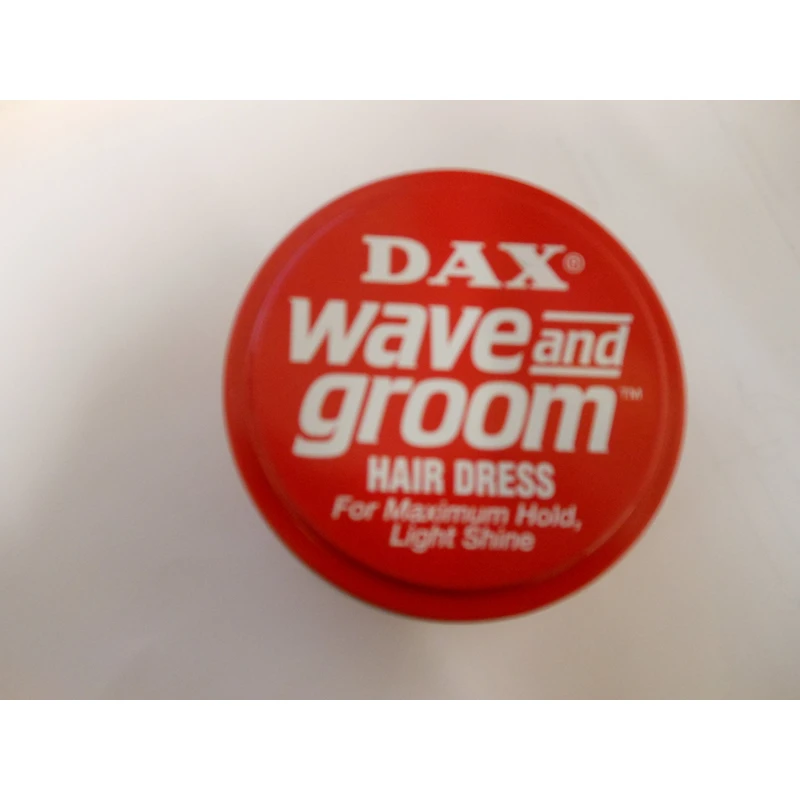 DAX®
wave and
groom™
HAIR DRESS
For Maximum Hold,
Light Shine